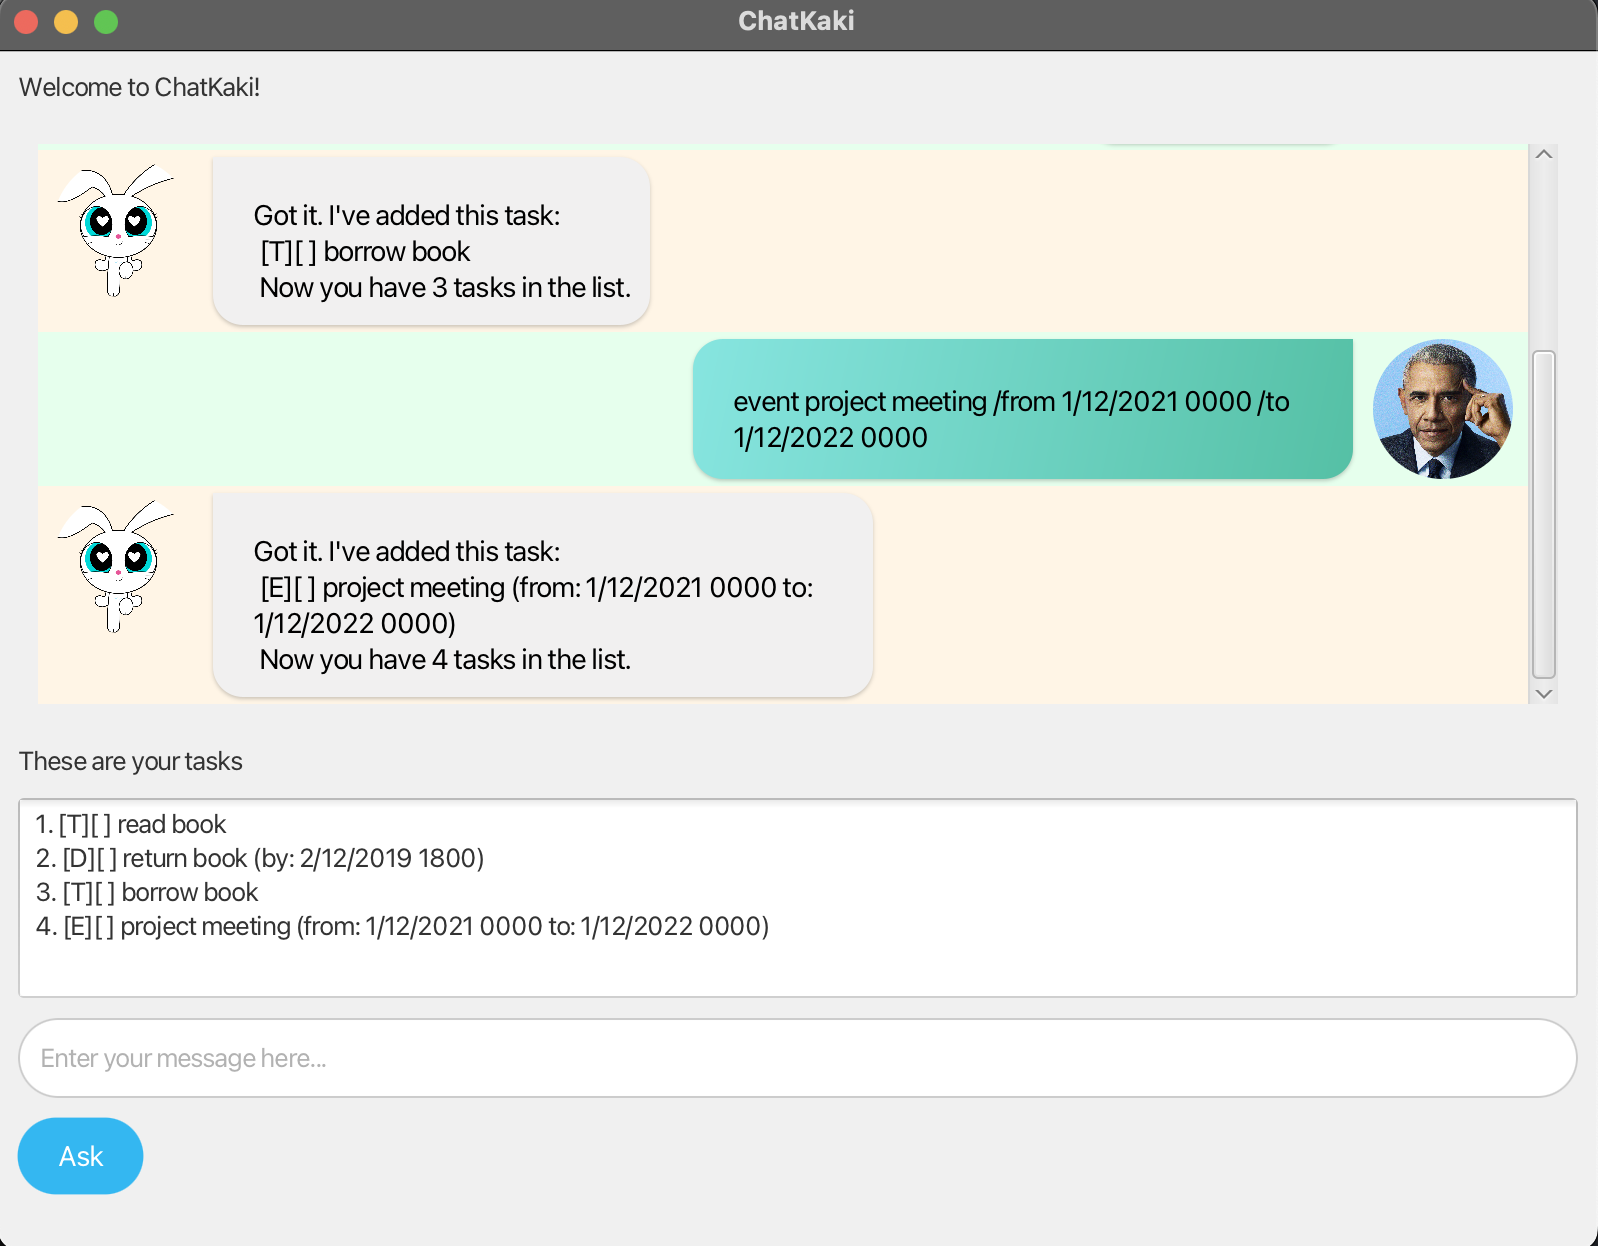 ChatKaki
Welcome to ChatKaki!
Got it. I've added this task:
[T][ ] borrow book
Now you have 3 tasks in the list.
event project meeting /from 1/12/2021 0000 /to
1/12/2022 0000
Got it. I've added this task:
[E][ ] project meeting (from: 1/12/2021 0000 to:
1/12/2022 0000)
Now you have 4 tasks in the list.
These are your tasks
1. [T][ ] read book
2. [D][ ] return book (by: 2/12/2019 1800)
3. [T][ ] borrow book
4. [E][ ] project meeting (from: 1/12/2021 0000 to: 1/12/2022 0000)
Enter your message here...
Ask